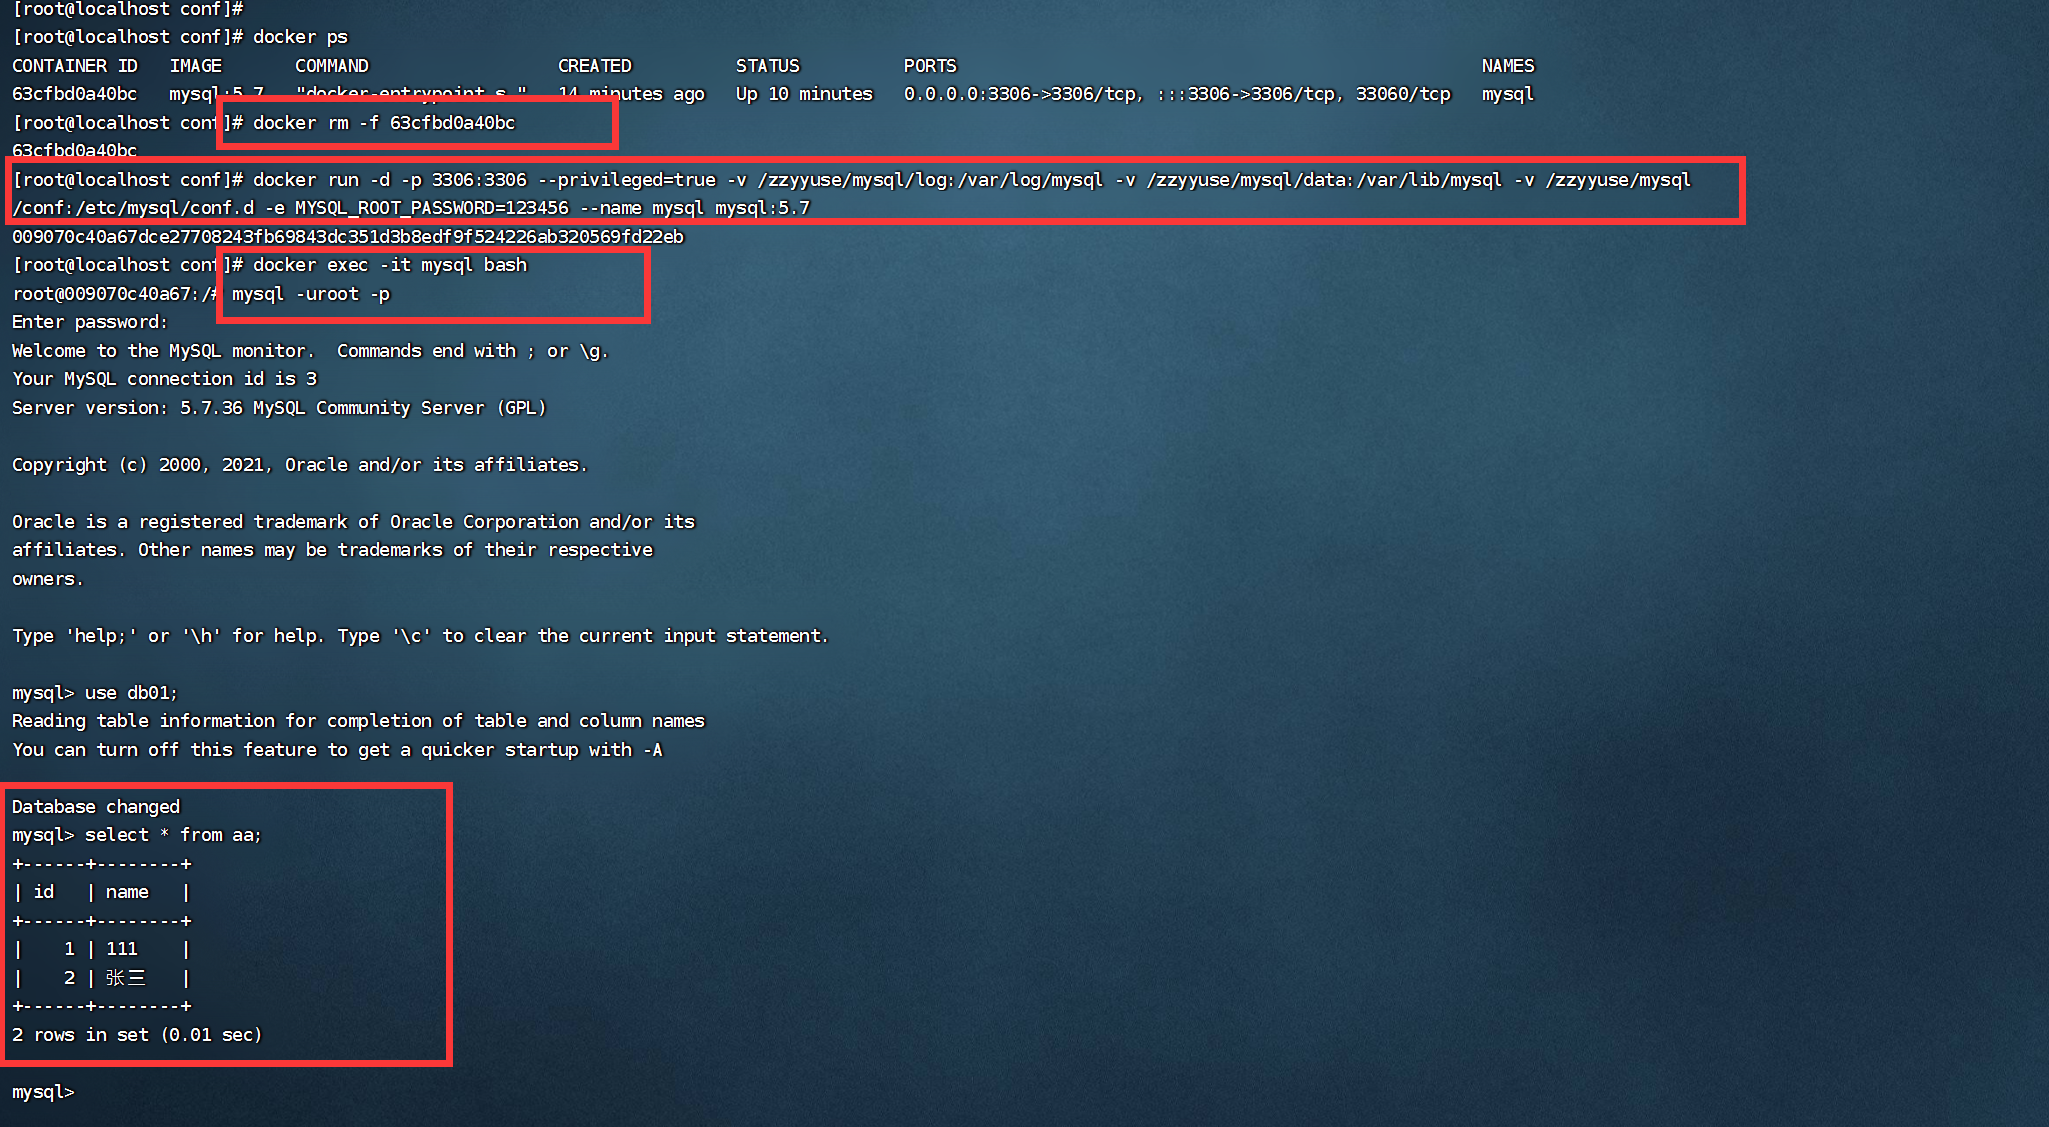 [root@localhost conf]#
[root@localhost conf]# docker ps
CONTAINER ID   IMAGE       COMMAND                  CREATED          STATUS          PORTS                                                  NAMES
63cfbd0a40bc   mysql:5.7   "docker-entrypoint.s…"   14 minutes ago   Up 10 minutes   0.0.0.0:3306->3306/tcp, :::3306->3306/tcp, 33060/tcp   mysql
[root@localhost conf]# docker rm -f 63cfbd0a40bc
63cfbd0a40bc
[root@localhost conf]# docker run -d -p 3306:3306 --privileged=true -v /zzyyuse/mysql/log:/var/log/mysql -v /zzyyuse/mysql/data:/var/lib/mysql -v /zzyyuse/mysql
/conf:/etc/mysql/conf.d -e MYSQL_ROOT_PASSWORD=123456 --name mysql mysql:5.7
009070c40a67dce27708243fb69843dc351d3b8edf9f524226ab320569fd22eb
[root@localhost conf]# docker exec -it mysql bash
root@009070c40a67:/# mysql -uroot -p
Enter password:
Welcome to the MySQL monitor.  Commands end with ; or \g.
Your MySQL connection id is 3
Server version: 5.7.36 MySQL Community Server (GPL)
Copyright (c) 2000, 2021, Oracle and/or its affiliates.
Oracle is a registered trademark of Oracle Corporation and/or its
affiliates. Other names may be trademarks of their respective
owners.
Type 'help;' or '\h' for help. Type '\c' to clear the current input statement.
mysql> use db01;
Reading table information for completion of table and column names
You can turn off this feature to get a quicker startup with -A
Database changed
mysql> select * from aa;
+------+--------+
| id   | name   |
+------+--------+
|    1 | 111    |
|    2 | 张三   |
+------+--------+
2 rows in set (0.01 sec)
mysql>